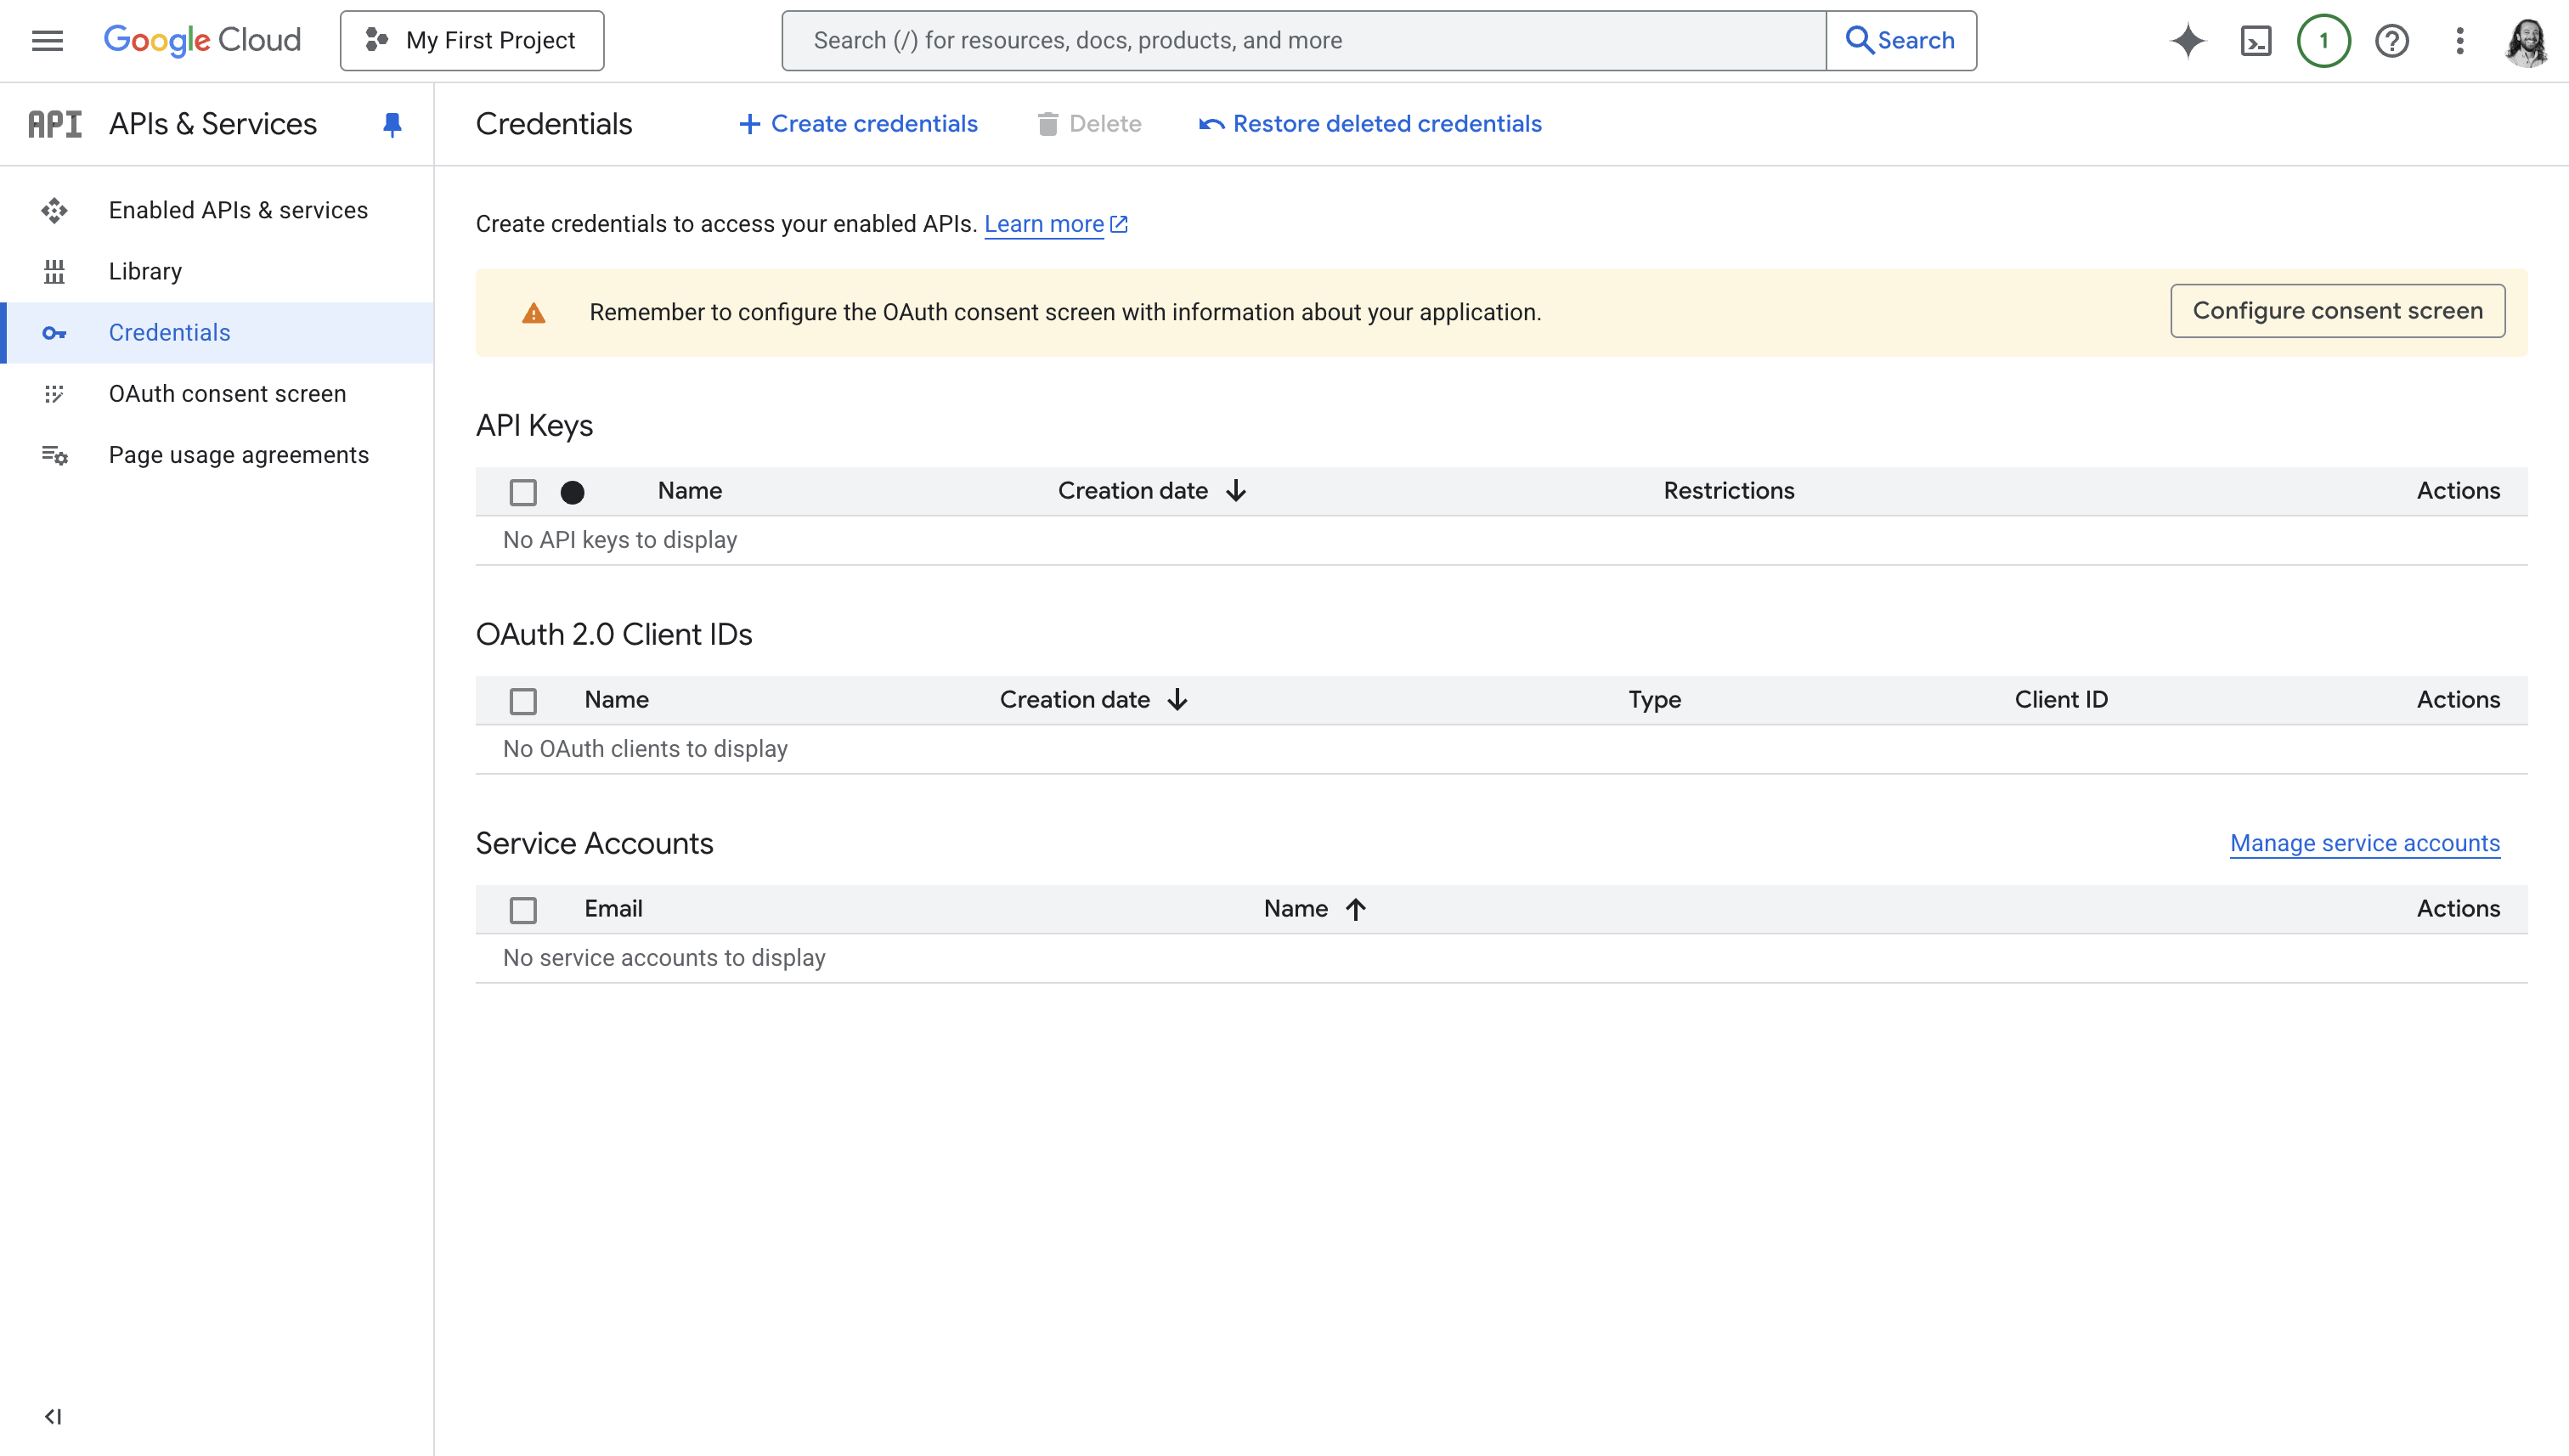 Google Cloud
My First Project
Search (/) for resources, docs, products, and more
Search
1
API
APIs & Services
Credentials
Create credentials
Delete
Restore deleted credentials
Enabled APIs & services
Library
Credentials
OAuth consent screen
Page usage agreements
Create credentials to access your enabled APIs. Learn more
Remember to configure the OAuth consent screen with information about your application.
Configure consent screen
API Keys
Name Creation date Restrictions Actions
No API keys to display
OAuth 2.0 Client IDs
Name Creation date Type Client ID Actions
No OAuth clients to display
Service Accounts
Manage service accounts
Email Name Actions
No service accounts to display